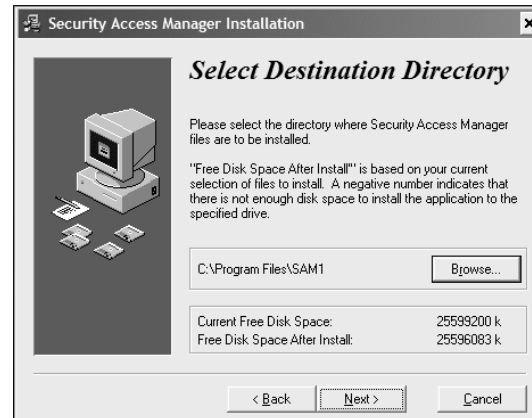 Security Access Manager Installation
Select Destination Directory
Please select the directory where Security Access Manager
files are to be installed.
"Free Disk Space After Install"' is based on your current
selection of files to install. A negative number indicates that
there is not enough disk space to install the application to the
specified drive.
C:\Program Files\SAM1
Browse...
Current Free Disk Space: 25599200 k
Free Disk Space After Install: 25596083 k
< Back
Next >
Cancel